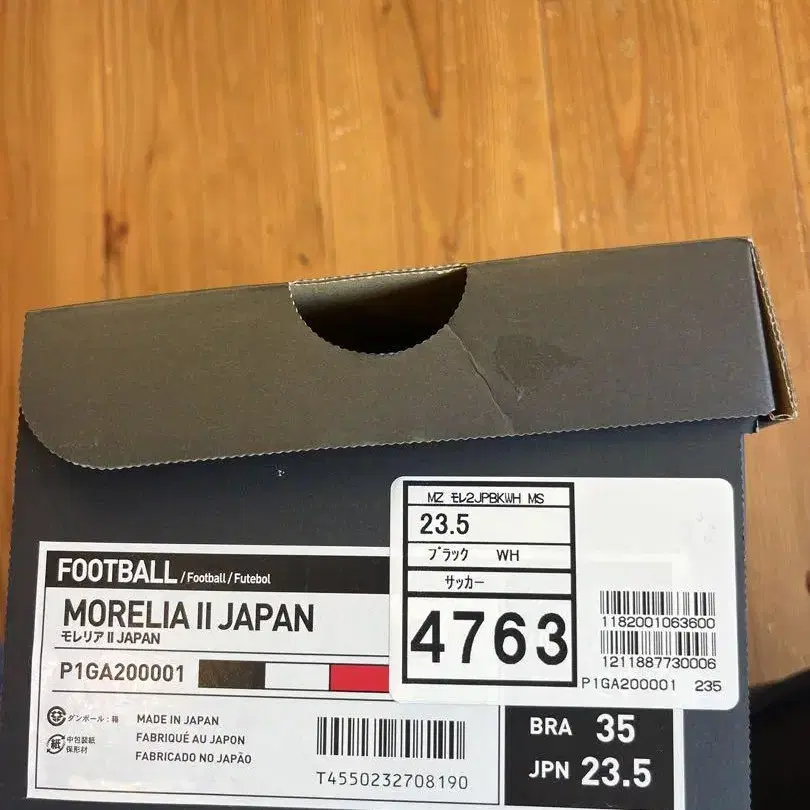 MZ ﾓﾚ2JPBKWH MS
23.5
ﾌﾞﾗｯｸ WH
ｻｯｶｰ
4763
1182001063600
1211887730006
P1GA200001 235
FOOTBALL / Football / Futebol
MORELIA II JAPAN
モレリア II JAPAN
P1GA200001
ダンボール：箱
紙
中包装紙
保形材
MADE IN JAPAN
FABRIQUÉ AU JAPON
FABRICADO NO JAPÃO
T4550232708190
BRA 35
JPN 23.5